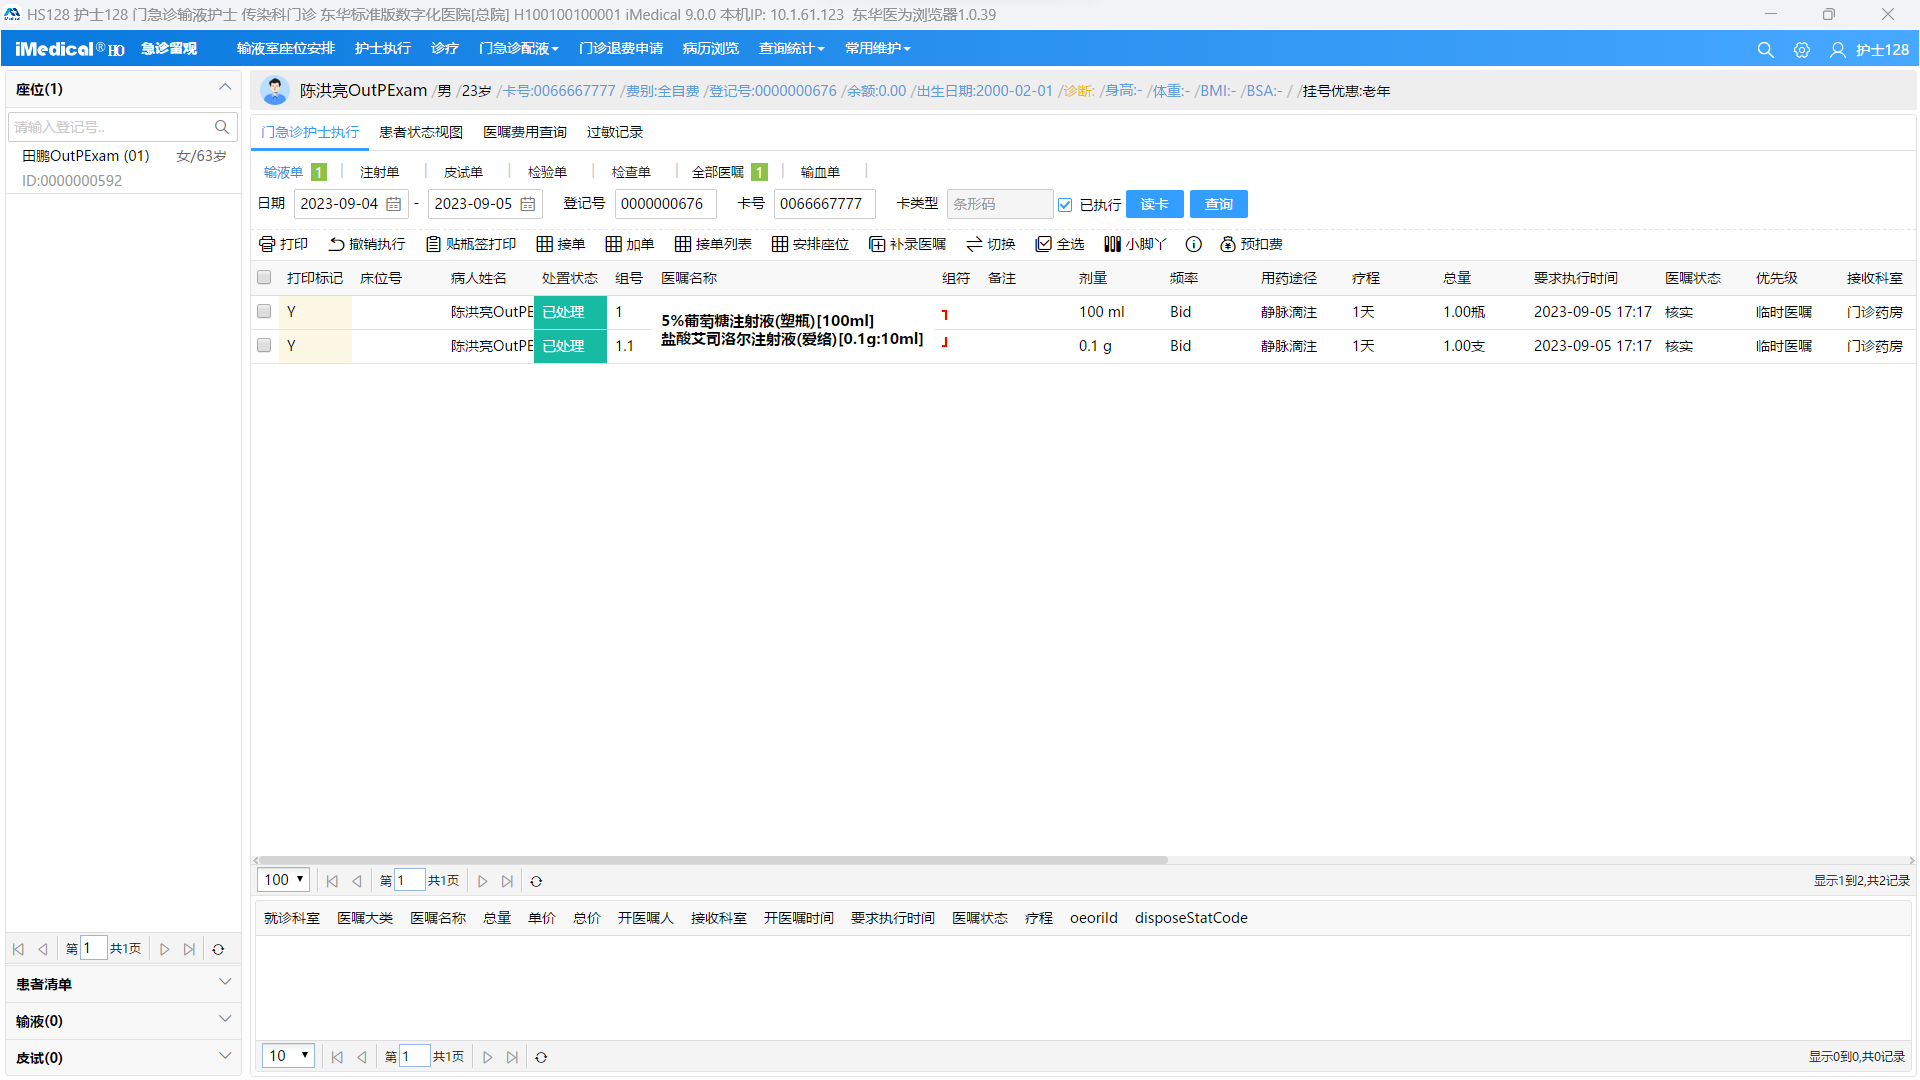 HS128 护士128 门急诊输液护士 传染科门诊 东华标准版数字化医院[总院] H100100100001 iMedical 9.0.0 本机IP: 10.1.61.123 东华医为浏览器1.0.39
iMedical® HO 急诊留观 输液室座位安排 护士执行 诊疗 门急诊配液 门诊退费申请 病历浏览 查询统计 常用维护 护士128
座位(1)
请输入登记号..
田鹏OutPExam (01) 女/63岁
ID:0000000592
第 1 共1页
患者清单
输液(0)
皮试(0)
陈洪亮OutPExam /男 /23岁 /卡号:0066667777 /费别:全自费 /登记号:0000000676 /余额:0.00 /出生日期:2000-02-01 /诊断: /身高:- /体重:- /BMI:- /BSA:- / /挂号优惠:老年
门急诊护士执行 患者状态视图 医嘱费用查询 过敏记录
输液单 1 注射单 皮试单 检验单 检查单 全部医嘱 1 输血单
日期 2023-09-04 - 2023-09-05 登记号 0000000676 卡号 0066667777 卡类型 条形码 已执行 读卡 查询
打印 撤销执行 贴瓶签打印 接单 加单 接单列表 安排座位 补录医嘱 切换 全选 小脚丫 预扣费
打印标记 床位号 病人姓名 处置状态 组号 医嘱名称 组符 备注 剂量 频率 用药途径 疗程 总量 要求执行时间 医嘱状态 优先级 接收科室
Y 陈洪亮OutPE 已处理 1 5%葡萄糖注射液(塑瓶)[100ml] ┓ 100 ml Bid 静脉滴注 1天 1.00瓶 2023-09-05 17:17 核实 临时医嘱 门诊药房
Y 陈洪亮OutPE 已处理 1.1 盐酸艾司洛尔注射液(爱络)[0.1g:10ml] ┛ 0.1 g Bid 静脉滴注 1天 1.00支 2023-09-05 17:17 核实 临时医嘱 门诊药房
100 第 1 共1页 显示1到2,共2记录
就诊科室 医嘱大类 医嘱名称 总量 单价 总价 开医嘱人 接收科室 开医嘱时间 要求执行时间 医嘱状态 疗程 oeoriId disposeStatCode
10 第 1 共1页 显示0到0,共0记录